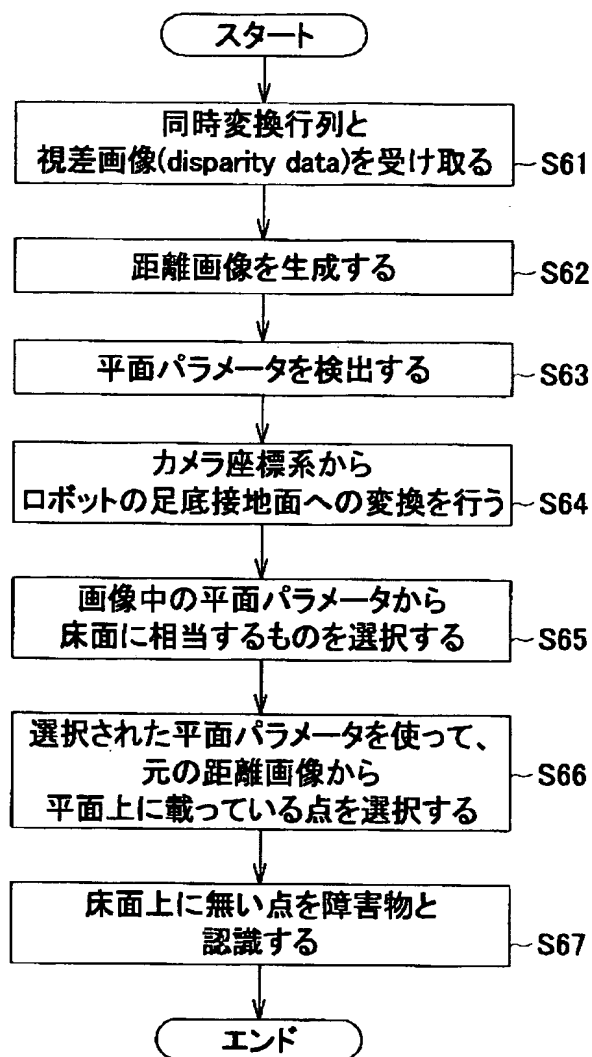 スタート
同時変換行列と
視差画像(disparity data)を受け取る
S61
距離画像を生成する
S62
平面パラメータを検出する
S63
カメラ座標系から
ロボットの足底接地面への変換を行う
S64
画像中の平面パラメータから
床面に相当するものを選択する
S65
選択された平面パラメータを使って、
元の距離画像から
平面上に載っている点を選択する
S66
床面上に無い点を障害物と
認識する
S67
エンド